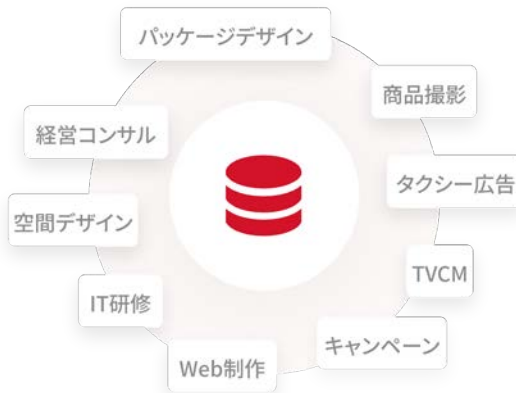 パッケージデザイン
商品撮影
経営コンサル
タクシー広告
空間デザイン
TVCM
IT研修
キャンペーン
Web制作